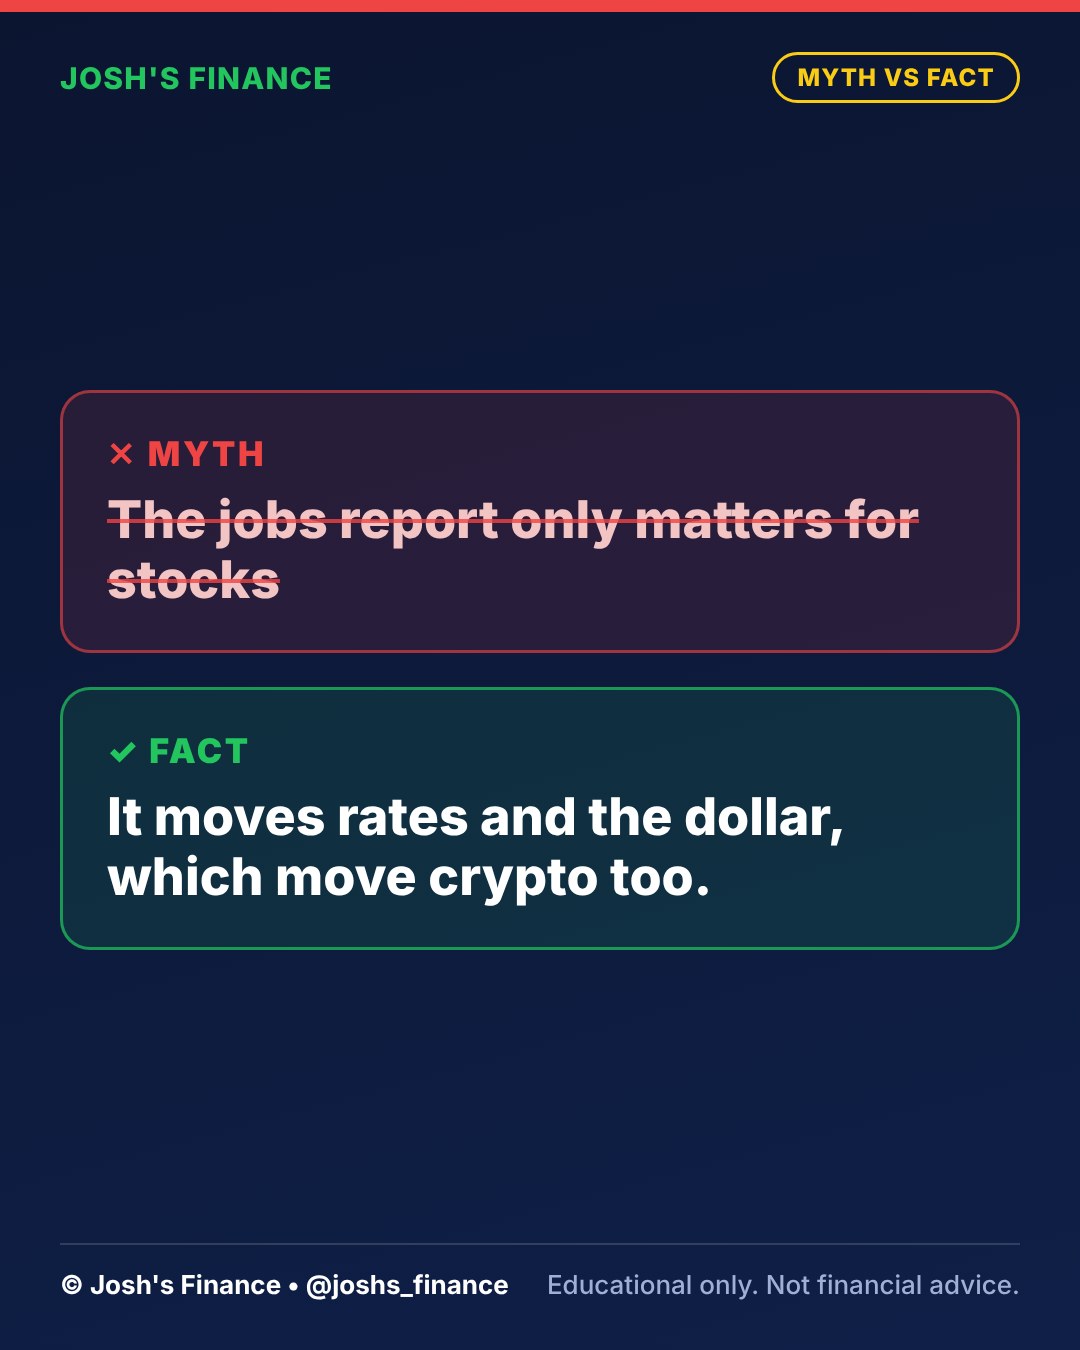 JOSH'S FINANCE
MYTH VS FACT
✕ MYTH
The jobs report only matters for
stocks
✔ FACT
It moves rates and the dollar,
which move crypto too.
© Josh's Finance • @joshs_finance
Educational only. Not financial advice.